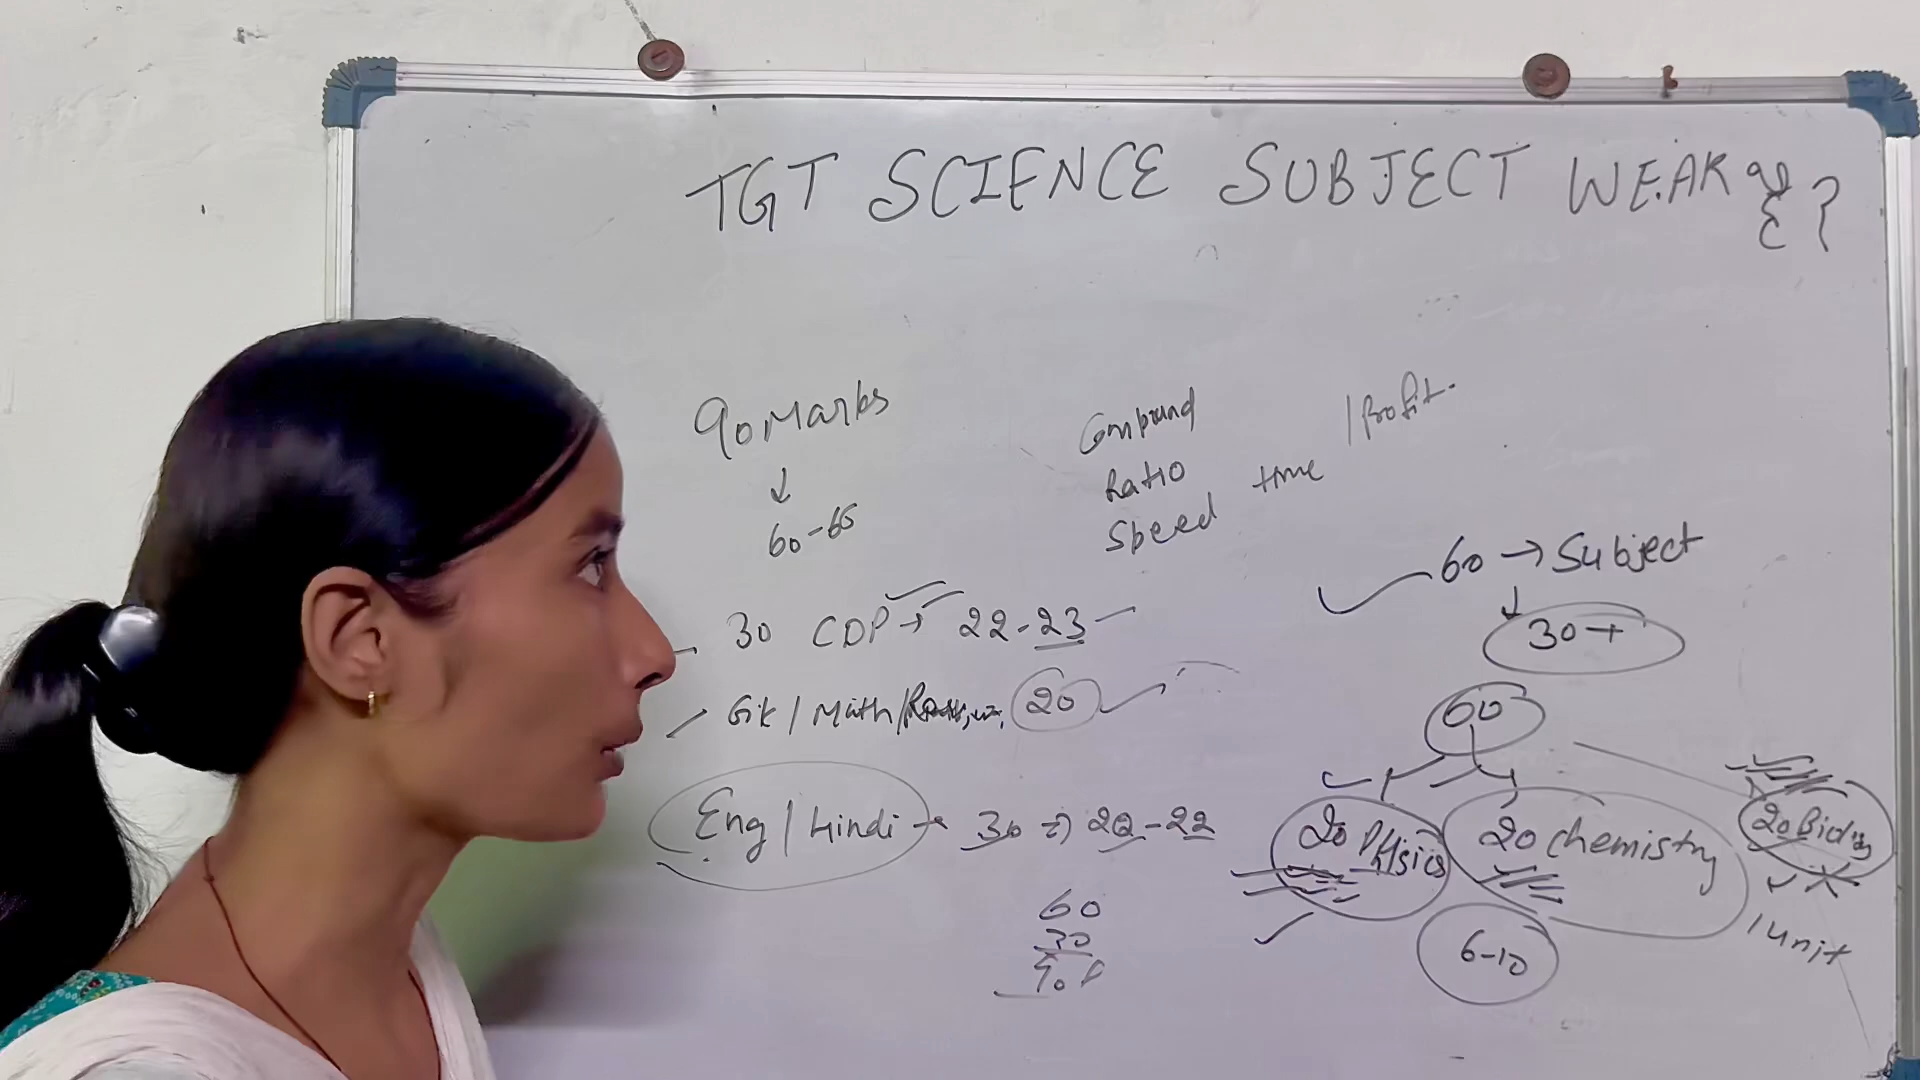 TGT SCIENCE SUBJECT WEAK है ?
90 Marks
↓
60-65
Compound / Profit.
Ratio
Speed time
30 CDP → 22-23
GK / Math / 20
Eng / Hindi → 30 => 22-22
60
30
90+
60 → Subject
↓
30+
60
20 Physics 20 chemistry 20 Biology
6-10
1 unit